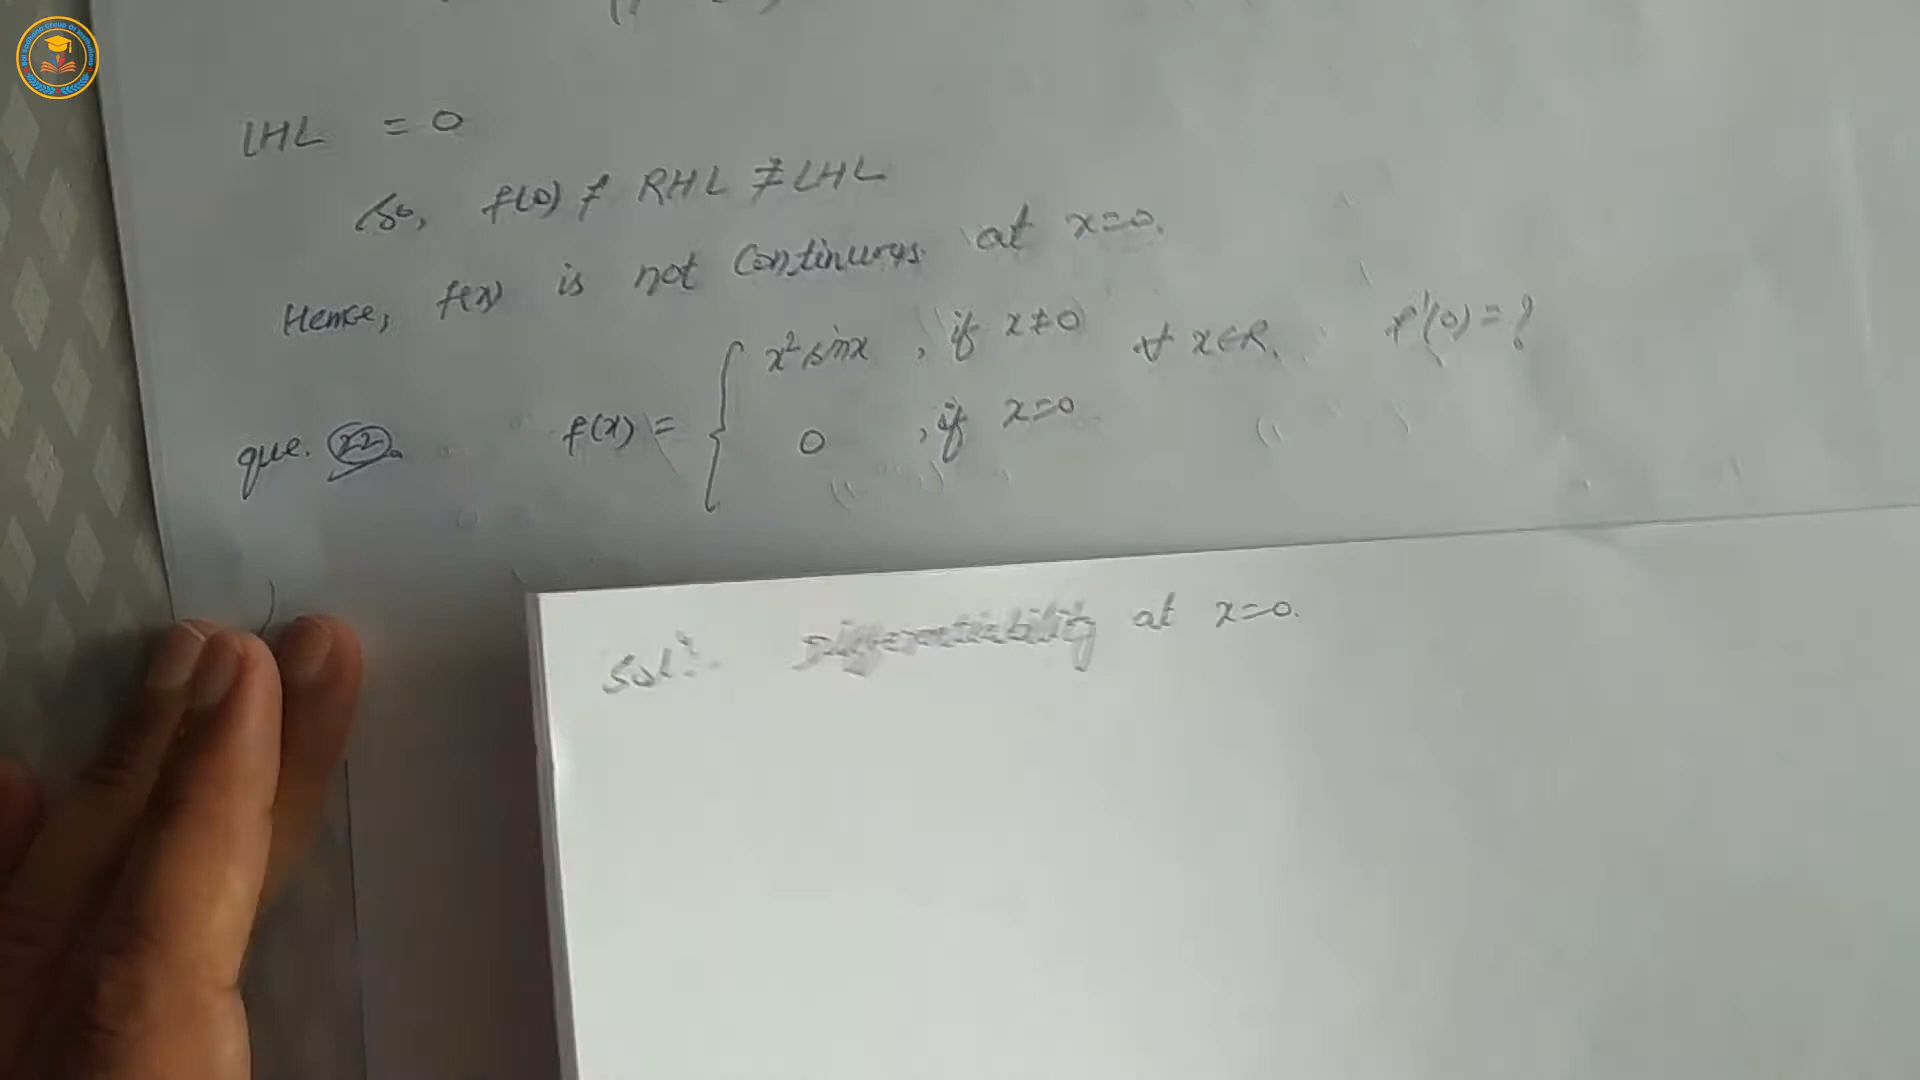 LHL = 0
So, f(0) ≠ RHL ≠ LHL
Hence, f(x) is not continuous at x=0.
que. 22. f(x) = { x² sinx , if x≠0 ∀ x∈R. f'(0)=?
0 , if x=0
Sol: Differentiability at x=0.